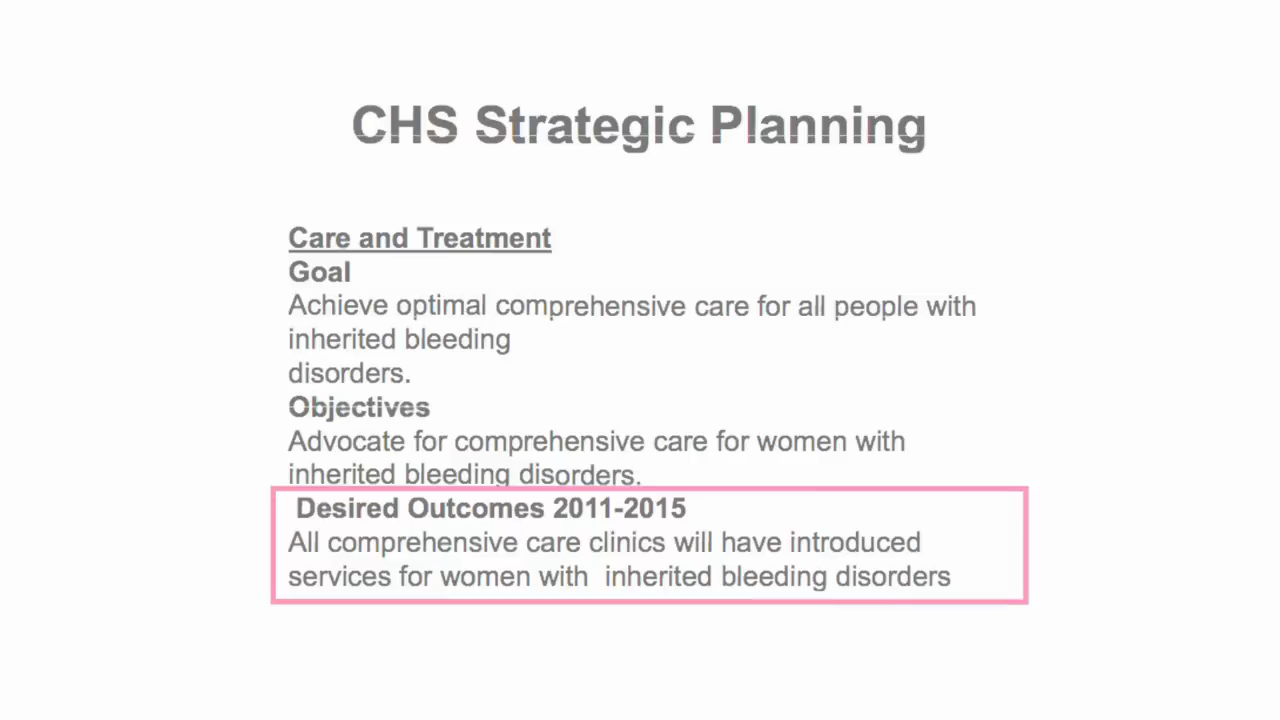 CHS Strategic Planning
Care and Treatment
Goal
Achieve optimal comprehensive care for all people with
inherited bleeding
disorders.
Objectives
Advocate for comprehensive care for women with
inherited bleeding disorders.
Desired Outcomes 2011-2015
All comprehensive care clinics will have introduced
services for women with inherited bleeding disorders